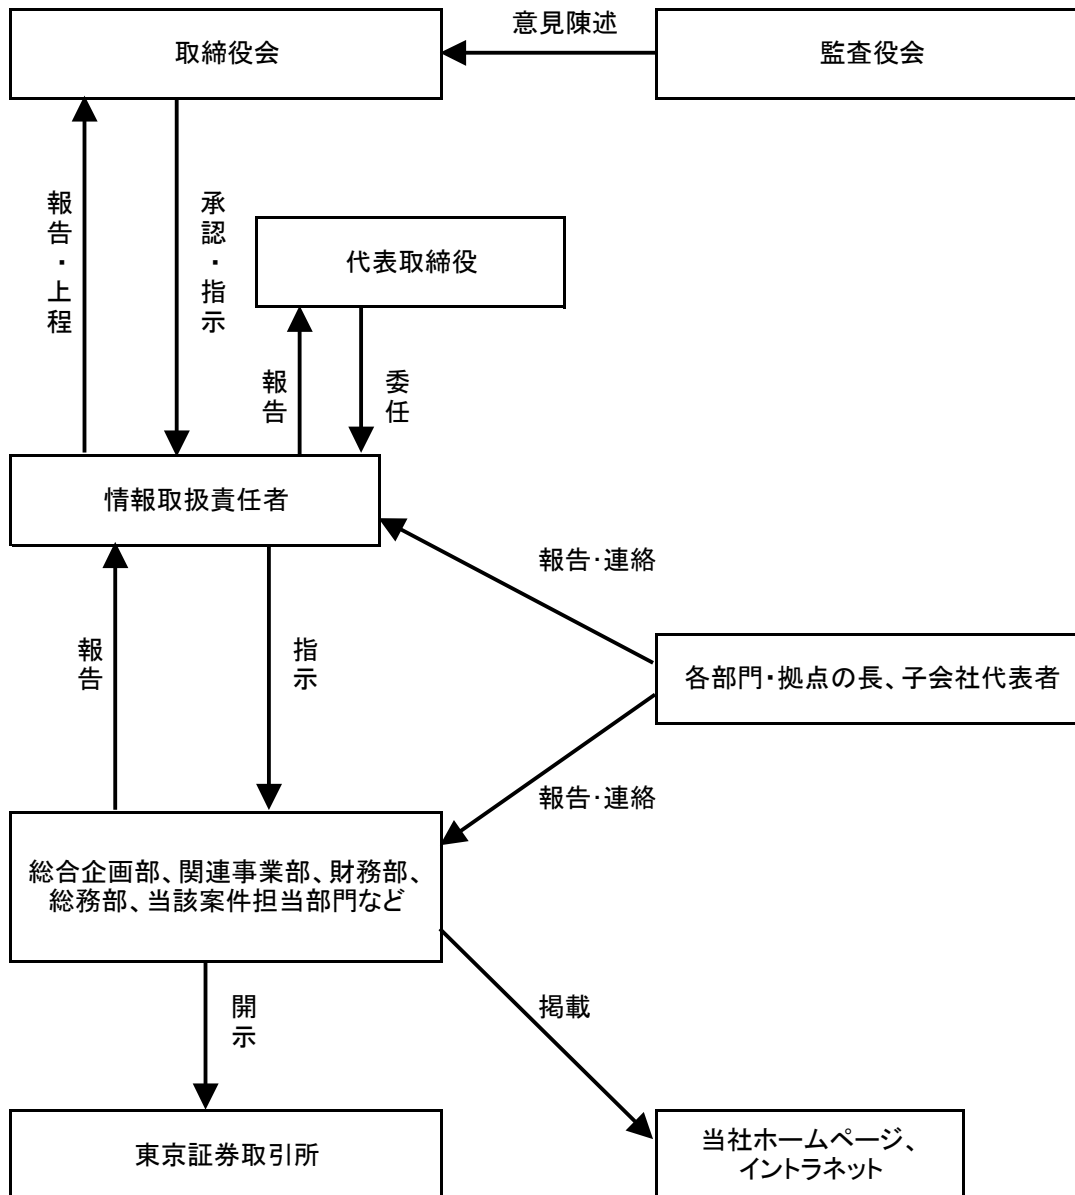 意見陳述
取締役会
監査役会
報告・上程
承認・指示
代表取締役
報告
委任
情報取扱責任者
報告・連絡
報告
指示
各部門・拠点の長、子会社代表者
報告・連絡
総合企画部、関連事業部、財務部、
総務部、当該案件担当部門など
開示
掲載
東京証券取引所
当社ホームページ、
イントラネット